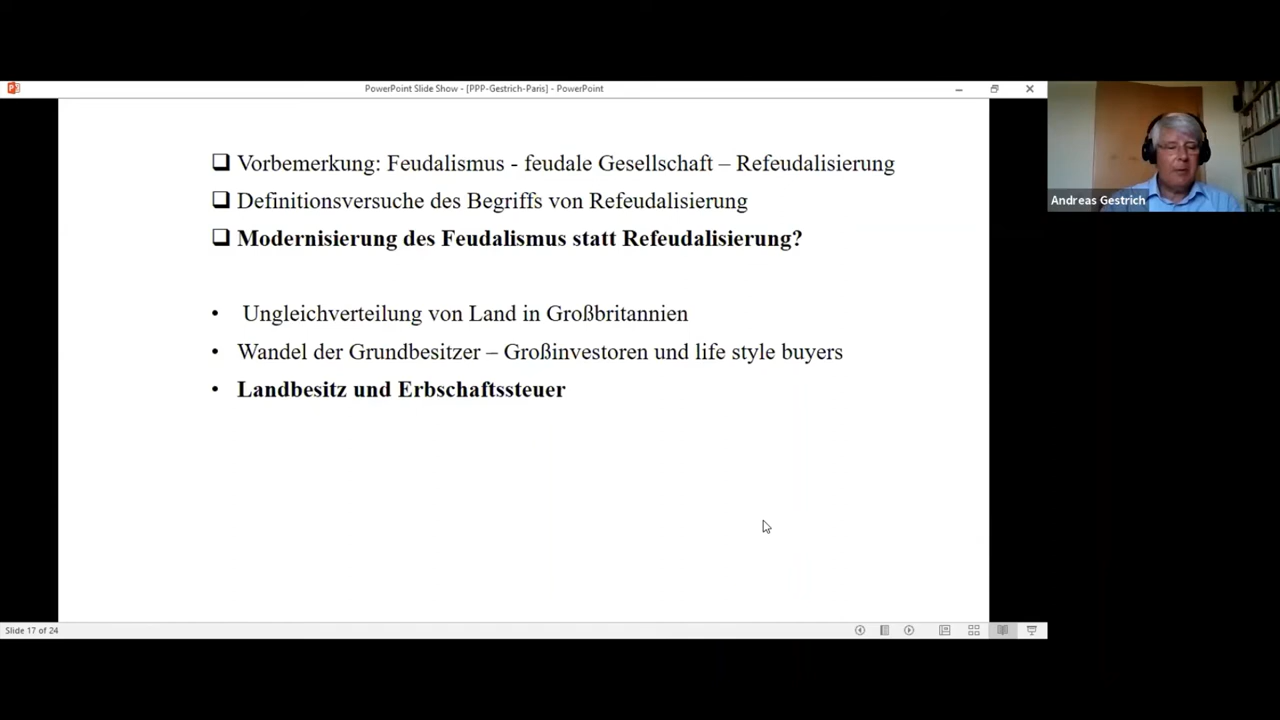 PowerPoint Slide Show - [PPP-Gestrich-Paris] - PowerPoint
Vorbemerkung: Feudalismus - feudale Gesellschaft – Refeudalisierung
Definitionsversuche des Begriffs von Refeudalisierung
Modernisierung des Feudalismus statt Refeudalisierung?
• Ungleichverteilung von Land in Großbritannien
• Wandel der Grundbesitzer – Großinvestoren und life style buyers
• Landbesitz und Erbschaftssteuer
Andreas Gestrich
Slide 17 of 24